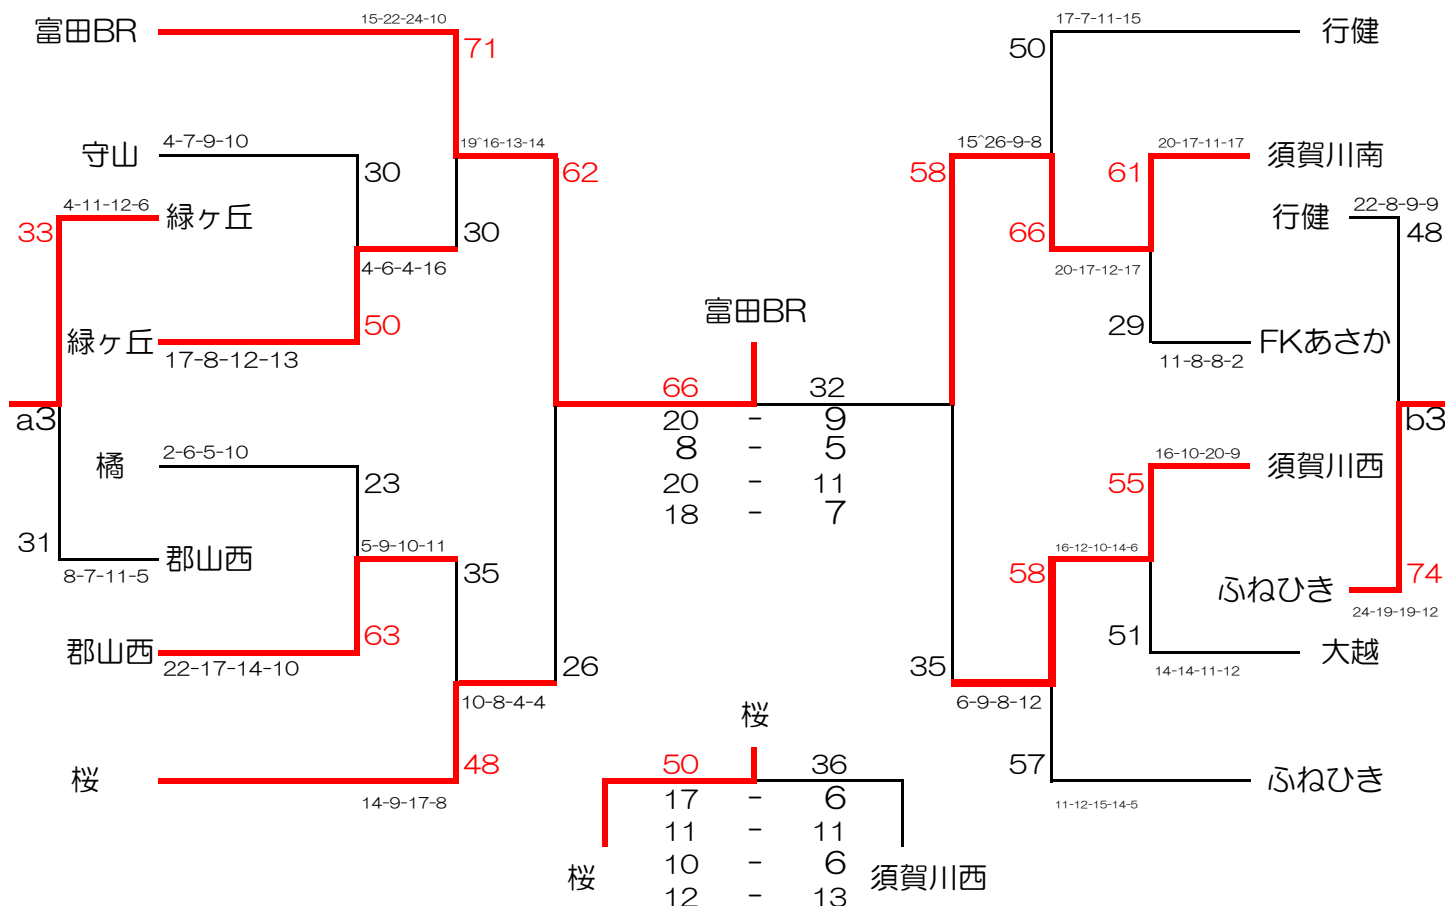 富田BR 15-22-24-10 71 17-7-11-15 50 行健
守山 4-7-9-10 30 19^16-13-14 62 58 15^26-9-8 61 20-17-11-17 須賀川南
33 4-11-12-6 緑ヶ丘 30 66 行健 22-8-9-9 48
4-6-4-16 20-17-12-17
緑ヶ丘 17-8-12-13 50 富田BR 29 11-8-8-2 FKあさか
a3 66 32 b3
20 - 9
8 - 5
橘 2-6-5-10 23 20 - 11 55 16-10-20-9 須賀川西
18 - 7
31 8-7-11-5 郡山西 5-9-10-11 35 58 16-12-10-14-6 ふねひき 74
24-19-19-12
郡山西 22-17-14-10 63 26 35 51 14-14-11-12 大越
10-8-4-4 6-9-8-12
桜
桜 14-9-17-8 48 50 36 57 11-12-15-14-5 ふねひき
17 - 6
11 - 11
10 - 6
12 - 13
桜 須賀川西